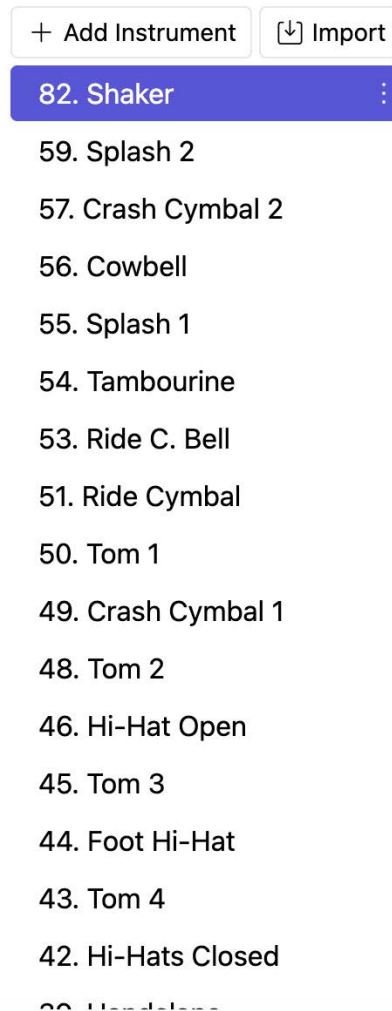 + Add Instrument Import
82. Shaker
59. Splash 2
57. Crash Cymbal 2
56. Cowbell
55. Splash 1
54. Tambourine
53. Ride C. Bell
51. Ride Cymbal
50. Tom 1
49. Crash Cymbal 1
48. Tom 2
46. Hi-Hat Open
45. Tom 3
44. Foot Hi-Hat
43. Tom 4
42. Hi-Hats Closed